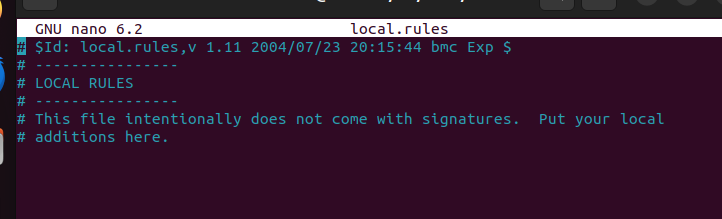 GNU nano 6.2 local.rules
# $Id: local.rules,v 1.11 2004/07/23 20:15:44 bmc Exp $
# ----------------
# LOCAL RULES
# ----------------
# This file intentionally does not come with signatures.  Put your local
# additions here.